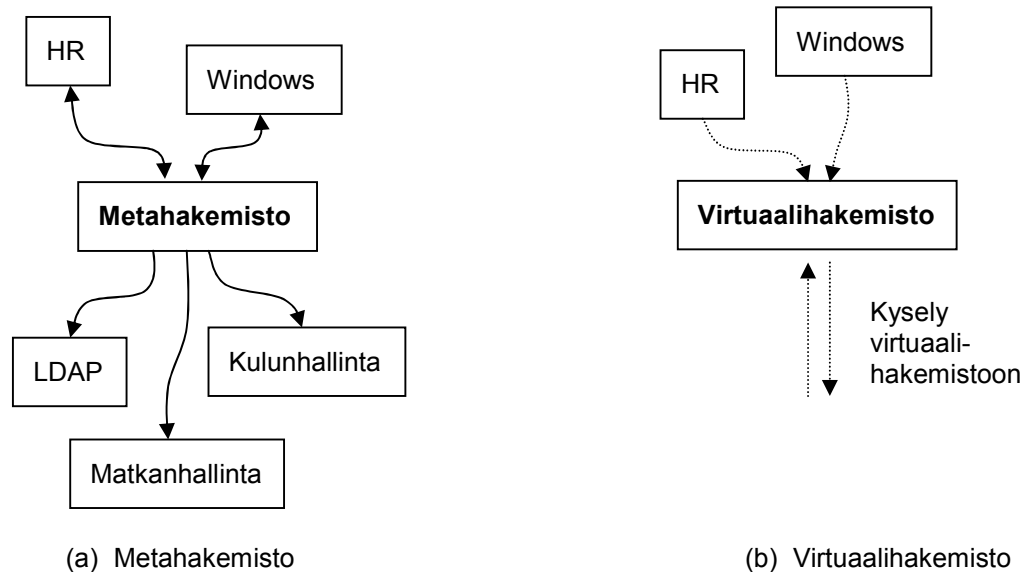 HR
Windows
Metahakemisto
LDAP
Kulunhallinta
Matkanhallinta
(a) Metahakemisto
Windows
HR
Virtuaalihakemisto
Kysely
virtuaali-
hakemistoon
(b) Virtuaalihakemisto